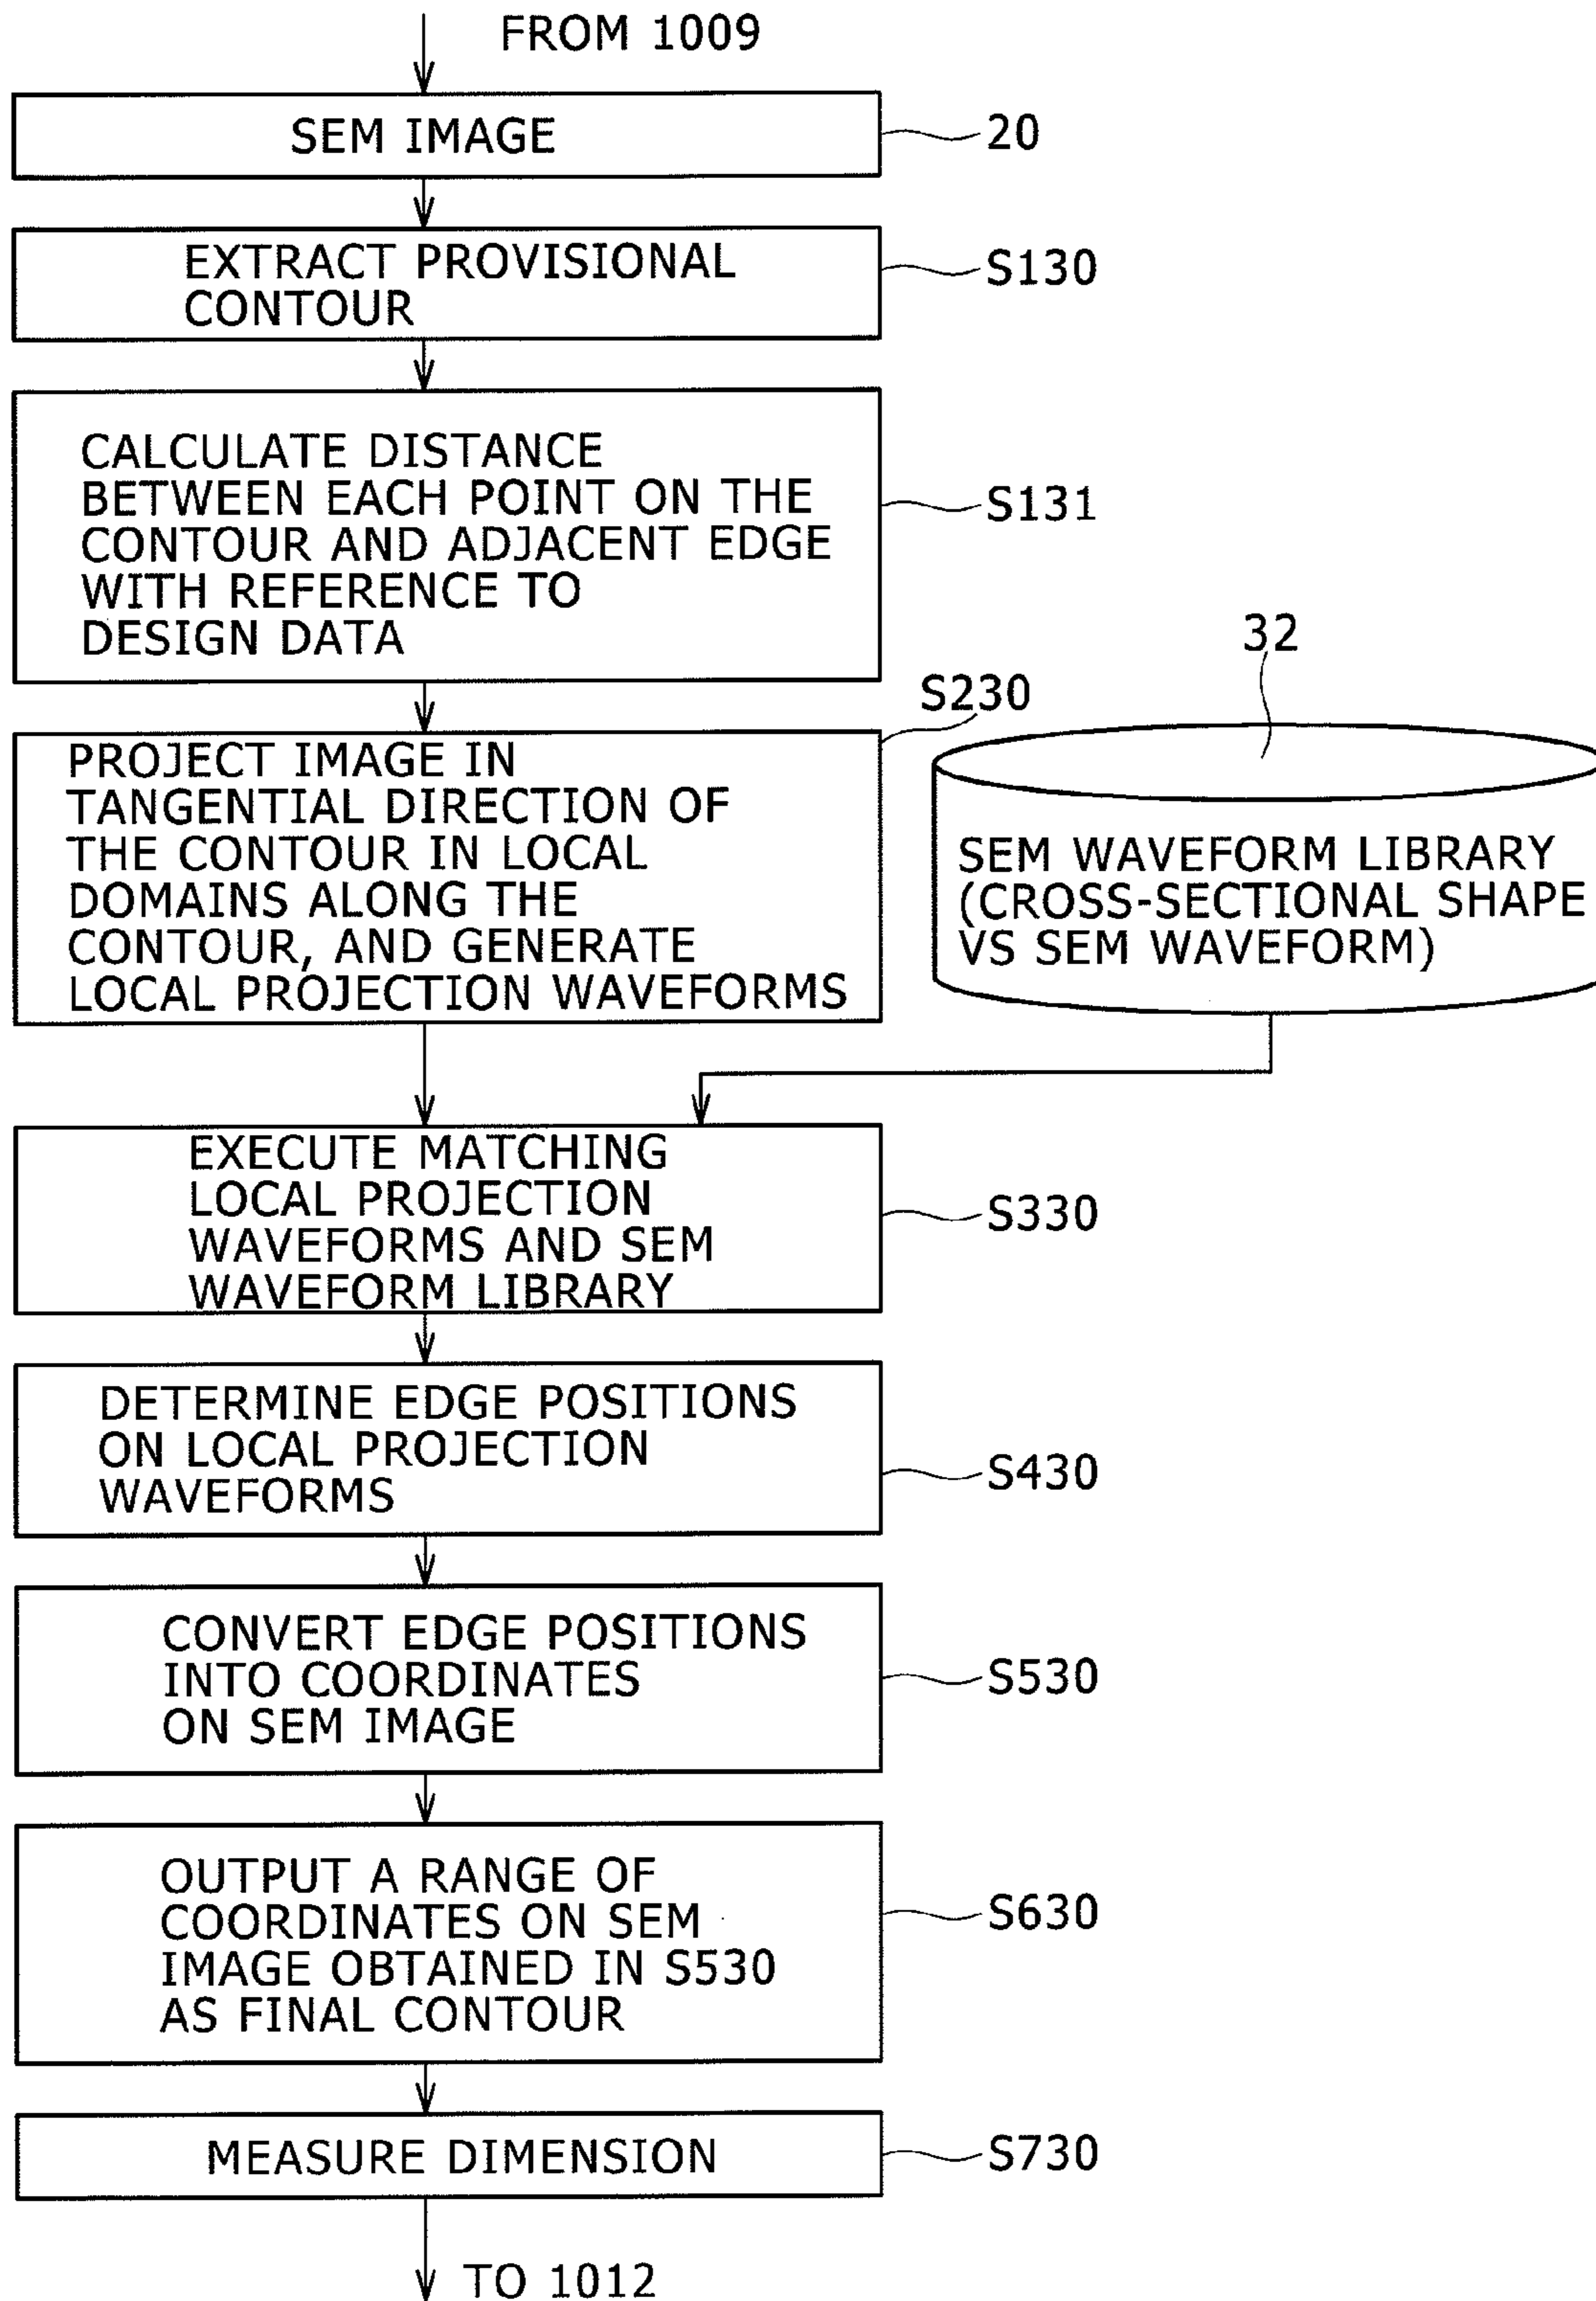 FROM 1009
SEM IMAGE
20
EXTRACT PROVISIONAL
CONTOUR
S130
CALCULATE DISTANCE
BETWEEN EACH POINT ON THE
CONTOUR AND ADJACENT EDGE
WITH REFERENCE TO
DESIGN DATA
S131
PROJECT IMAGE IN
TANGENTIAL DIRECTION OF
THE CONTOUR IN LOCAL
DOMAINS ALONG THE
CONTOUR, AND GENERATE
LOCAL PROJECTION WAVEFORMS
S230
32
SEM WAVEFORM LIBRARY
(CROSS-SECTIONAL SHAPE
VS SEM WAVEFORM)
EXECUTE MATCHING
LOCAL PROJECTION
WAVEFORMS AND SEM
WAVEFORM LIBRARY
S330
DETERMINE EDGE POSITIONS
ON LOCAL PROJECTION
WAVEFORMS
S430
CONVERT EDGE POSITIONS
INTO COORDINATES
ON SEM IMAGE
S530
OUTPUT A RANGE OF
COORDINATES ON SEM
IMAGE OBTAINED IN S530
AS FINAL CONTOUR
S630
MEASURE DIMENSION
S730
TO 1012